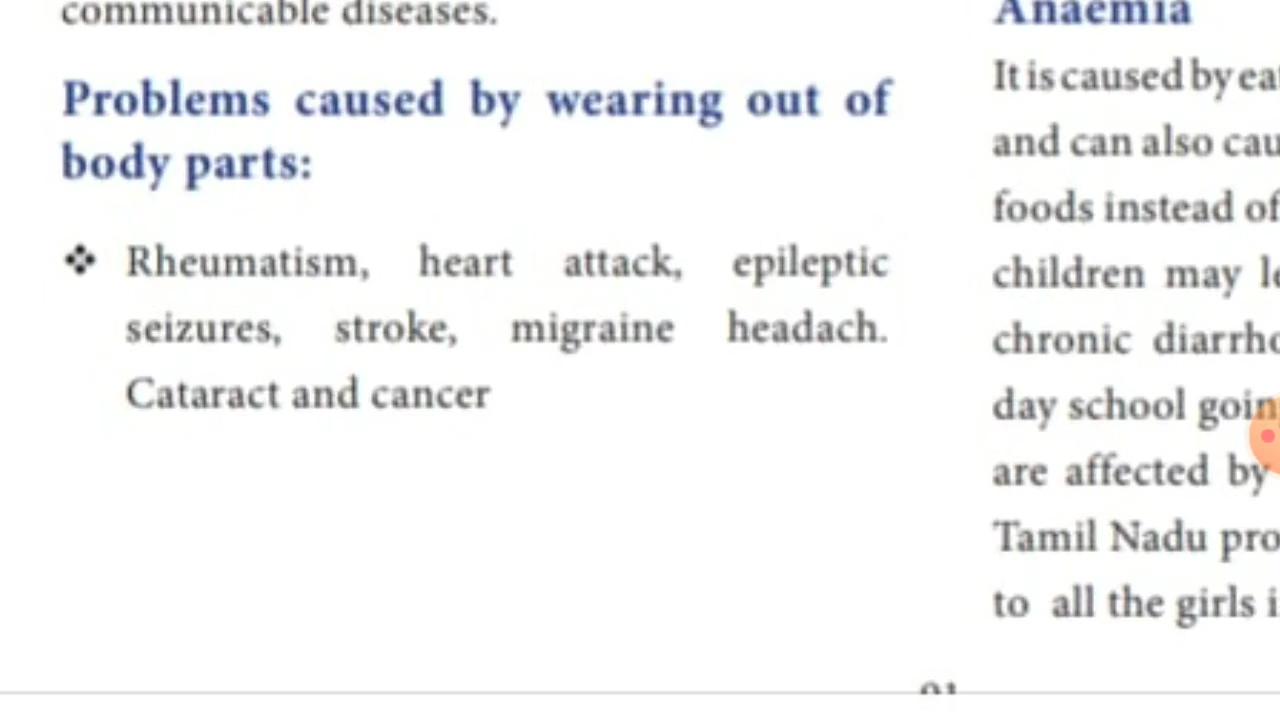 communicable diseases.
Problems caused by wearing out of
body parts:
❖ Rheumatism, heart attack, epileptic
seizures, stroke, migraine headach.
Cataract and cancer
Anaemia
It is caused by
and can also
foods instead of
children may
chronic
day school
are affected by
Tamil Nadu
to all the girls